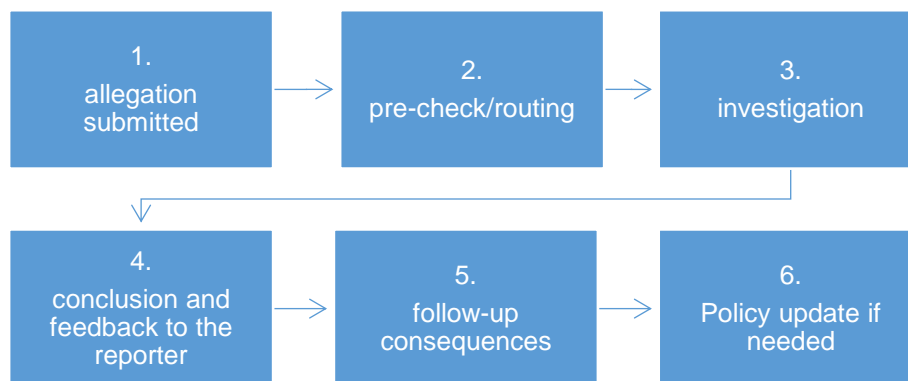 1.
allegation
submitted
2.
pre-check/routing
3.
investigation
4.
conclusion and
feedback to the
reporter
5.
follow-up
consequences
6.
Policy update if
needed